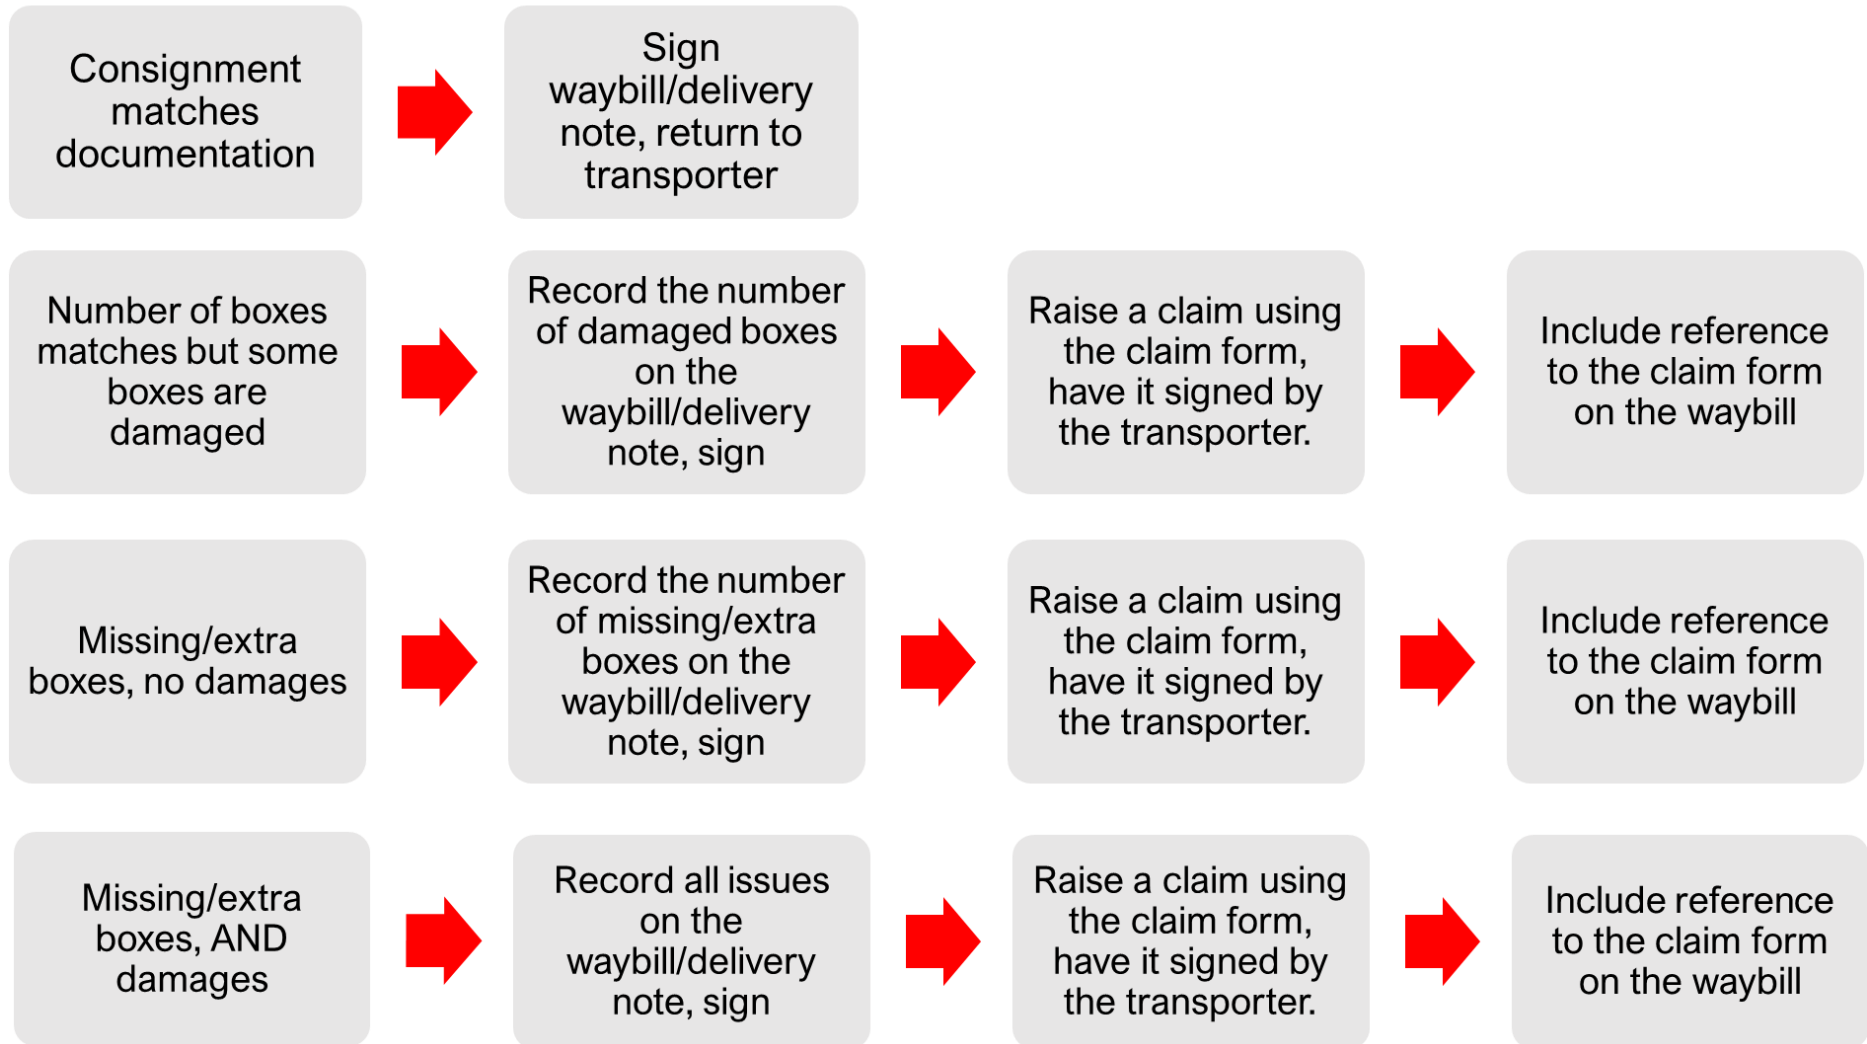 Consignment
matches
documentation
Sign
waybill/delivery
note, return to
transporter
Number of boxes
matches but some
boxes are
damaged
Record the number
of damaged boxes
on the
waybill/delivery
note, sign
Raise a claim using
the claim form,
have it signed by
the transporter.
Include reference
to the claim form
on the waybill
Missing/extra
boxes, no damages
Record the number
of missing/extra
boxes on the
waybill/delivery
note, sign
Raise a claim using
the claim form,
have it signed by
the transporter.
Include reference
to the claim form
on the waybill
Missing/extra
boxes, AND
damages
Record all issues
on the
waybill/delivery
note, sign
Raise a claim using
the claim form,
have it signed by
the transporter.
Include reference
to the claim form
on the waybill